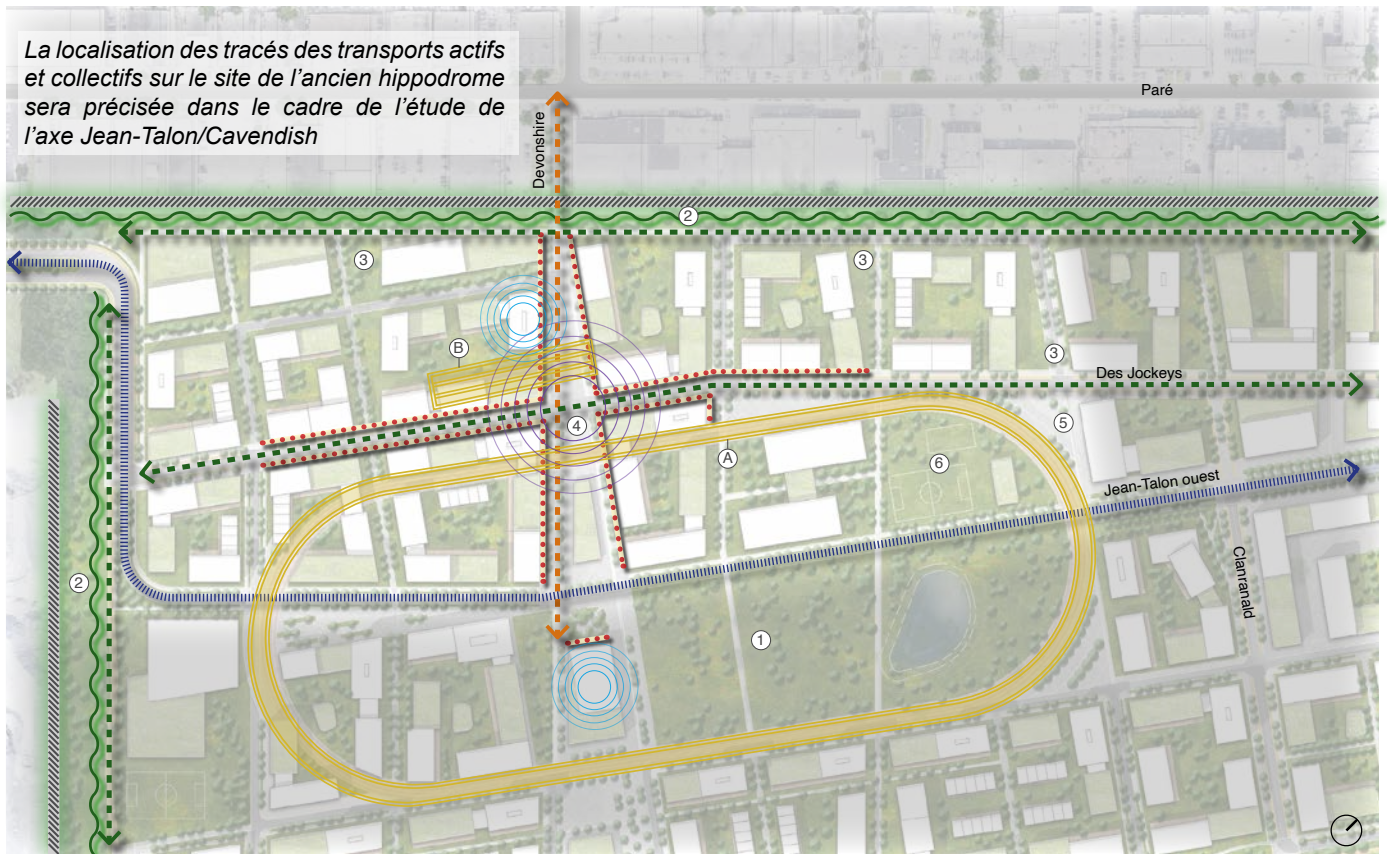 La localisation des tracés des transports actifs
et collectifs sur le site de l'ancien hippodrome
sera précisée dans le cadre de l'étude de
l'axe Jean-Talon/Cavendish
Paré
Devonshire
2
3
3
B
3
Des Jockeys
4
5
A
6
Jean-Talon ouest
2
Clanranald
1